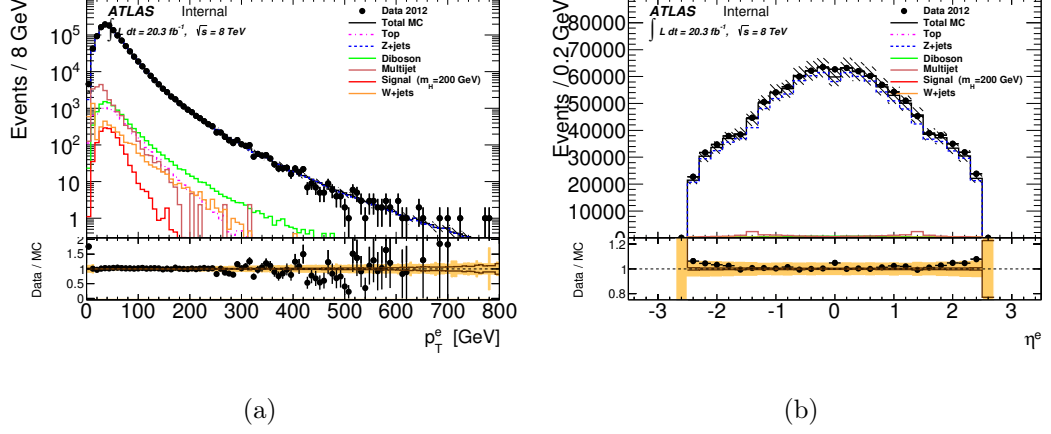 ATLAS Internal
∫ L dt = 20.3 fb⁻¹, √s = 8 TeV
Data 2012
Total MC
Top
Z+jets
Diboson
Multijet
Signal (m_H=200 GeV)
W+jets
Events / 8 GeV
10⁵
10⁴
10³
10²
10
1
Data / MC
2
1.5
1
0.5
0
0 100 200 300 400 500 600 700 800
p_T^e [GeV]
(a)
ATLAS Internal
∫ L dt = 20.3 fb⁻¹, √s = 8 TeV
Data 2012
Total MC
Top
Z+jets
Diboson
Multijet
Signal (m_H=200 GeV)
W+jets
Events / 0.2 GeV
80000
70000
60000
50000
40000
30000
20000
10000
0
Data / MC
1.2
1
0.8
-3 -2 -1 0 1 2 3
η^e
(b)